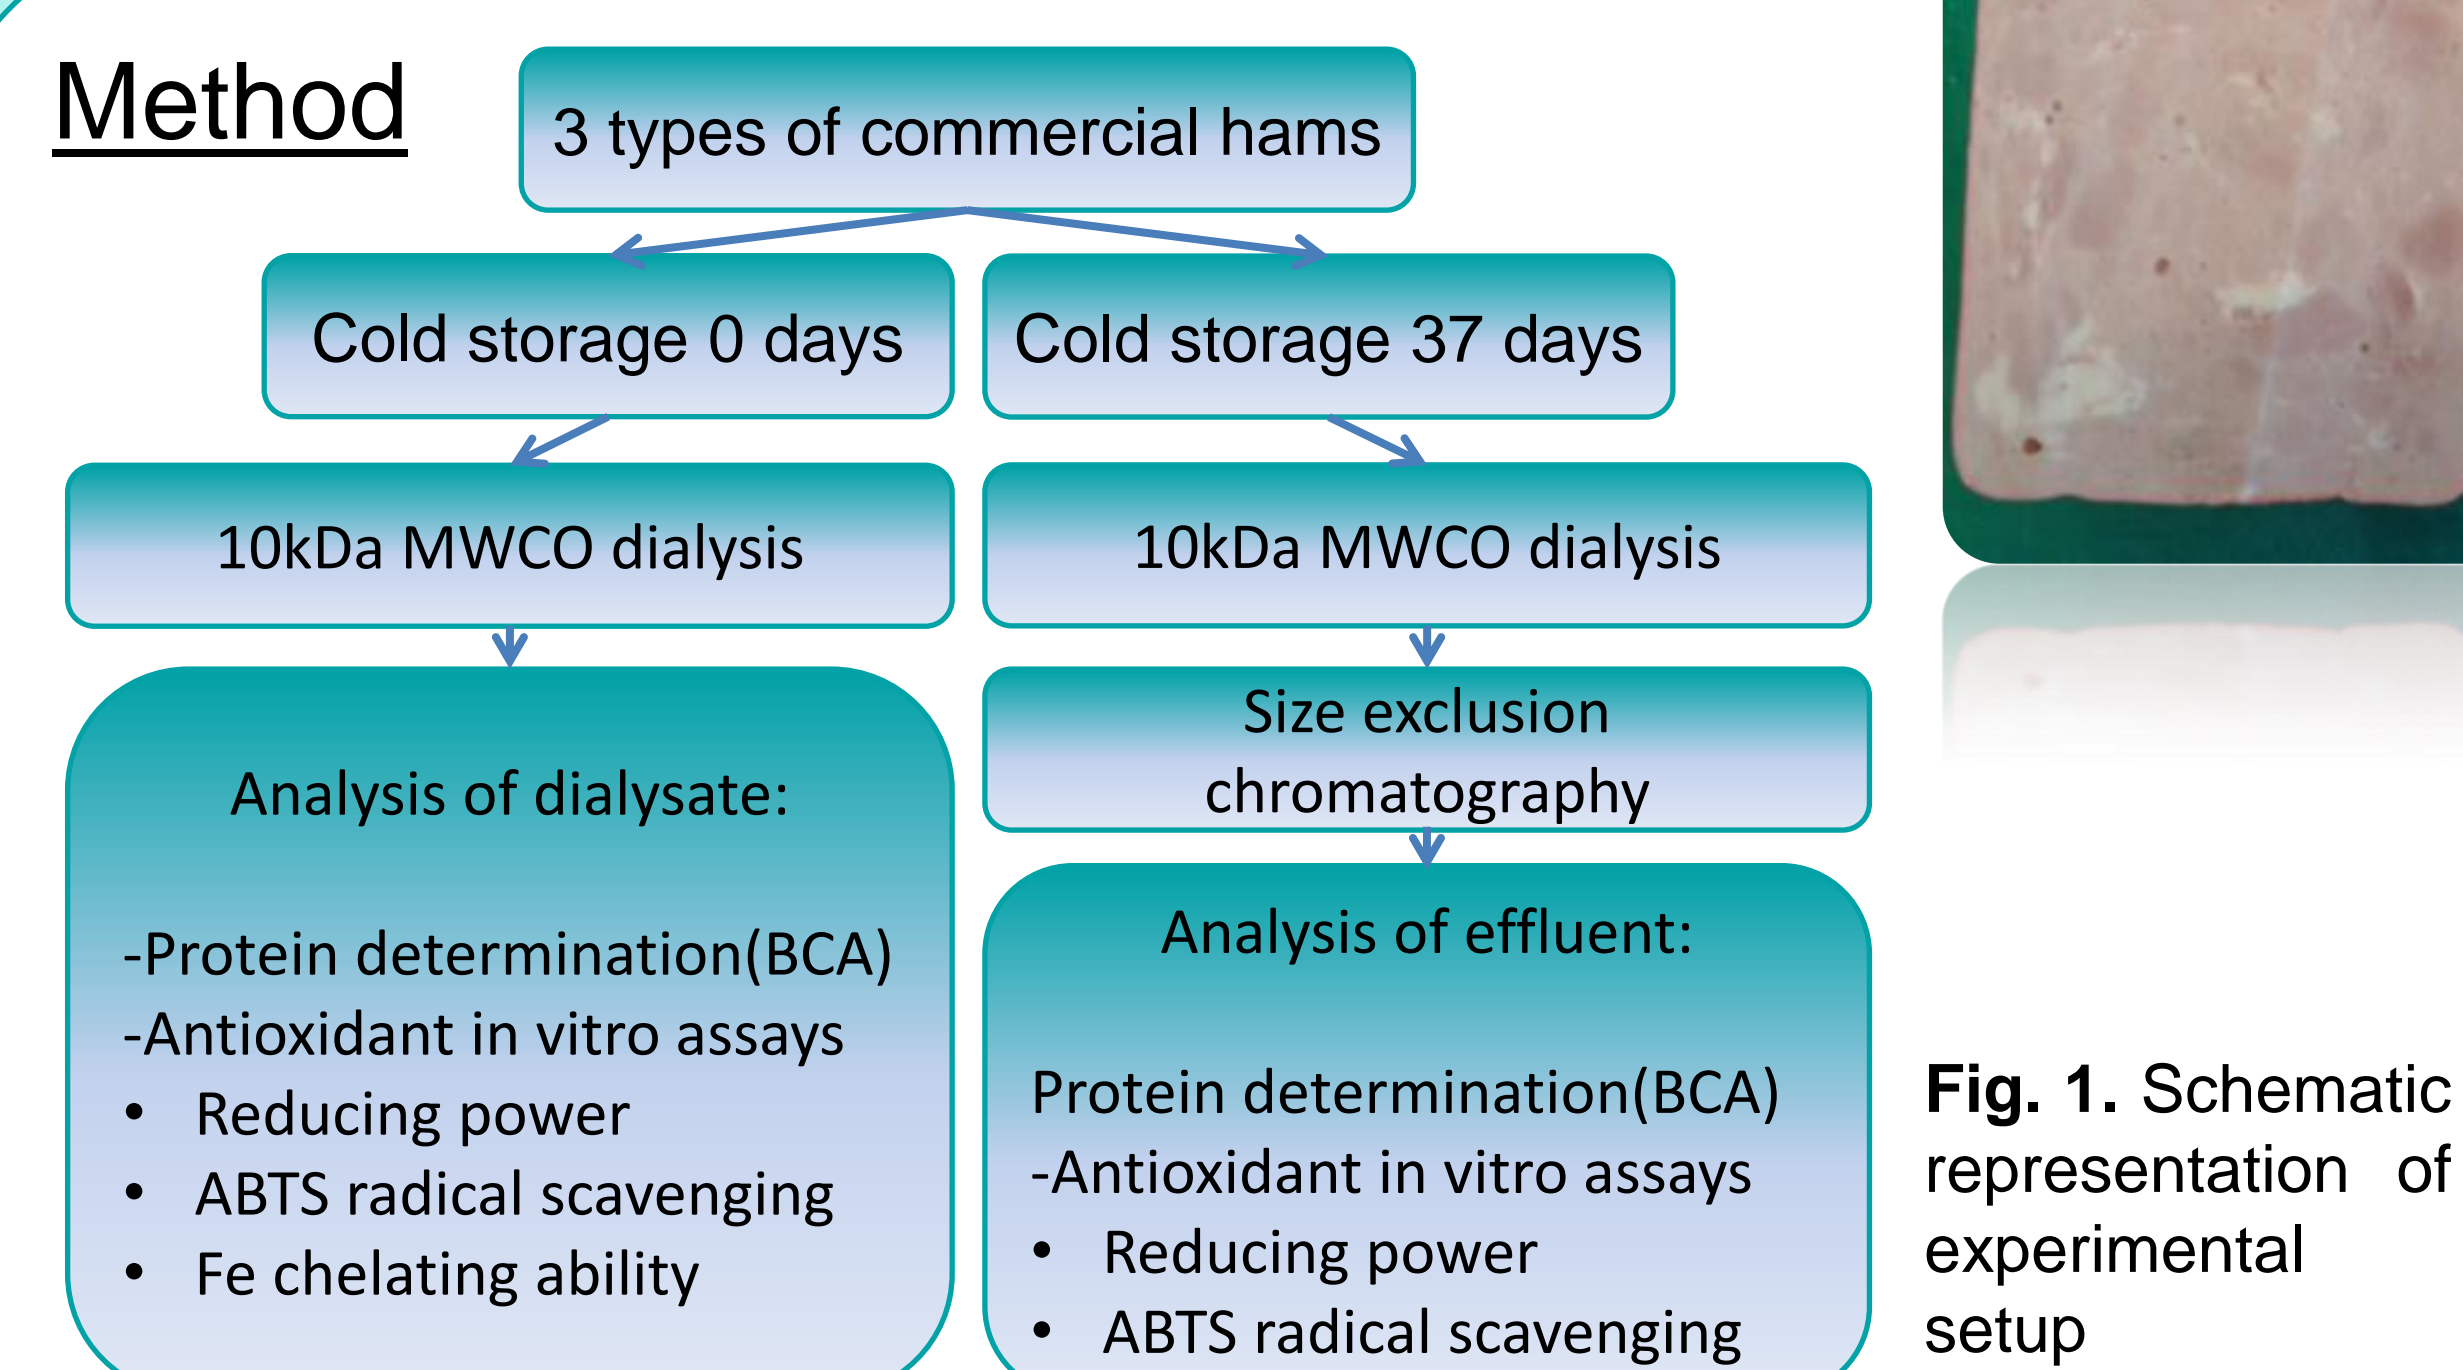 Method
3 types of commercial hams
Cold storage 0 days
Cold storage 37 days
10kDa MWCO dialysis
10kDa MWCO dialysis
Analysis of dialysate:
-Protein determination(BCA)
-Antioxidant in vitro assays
• Reducing power
• ABTS radical scavenging
• Fe chelating ability
Size exclusion
chromatography
Analysis of effluent:
Protein determination(BCA)
-Antioxidant in vitro assays
• Reducing power
• ABTS radical scavenging
Fig. 1. Schematic
representation of
experimental
setup